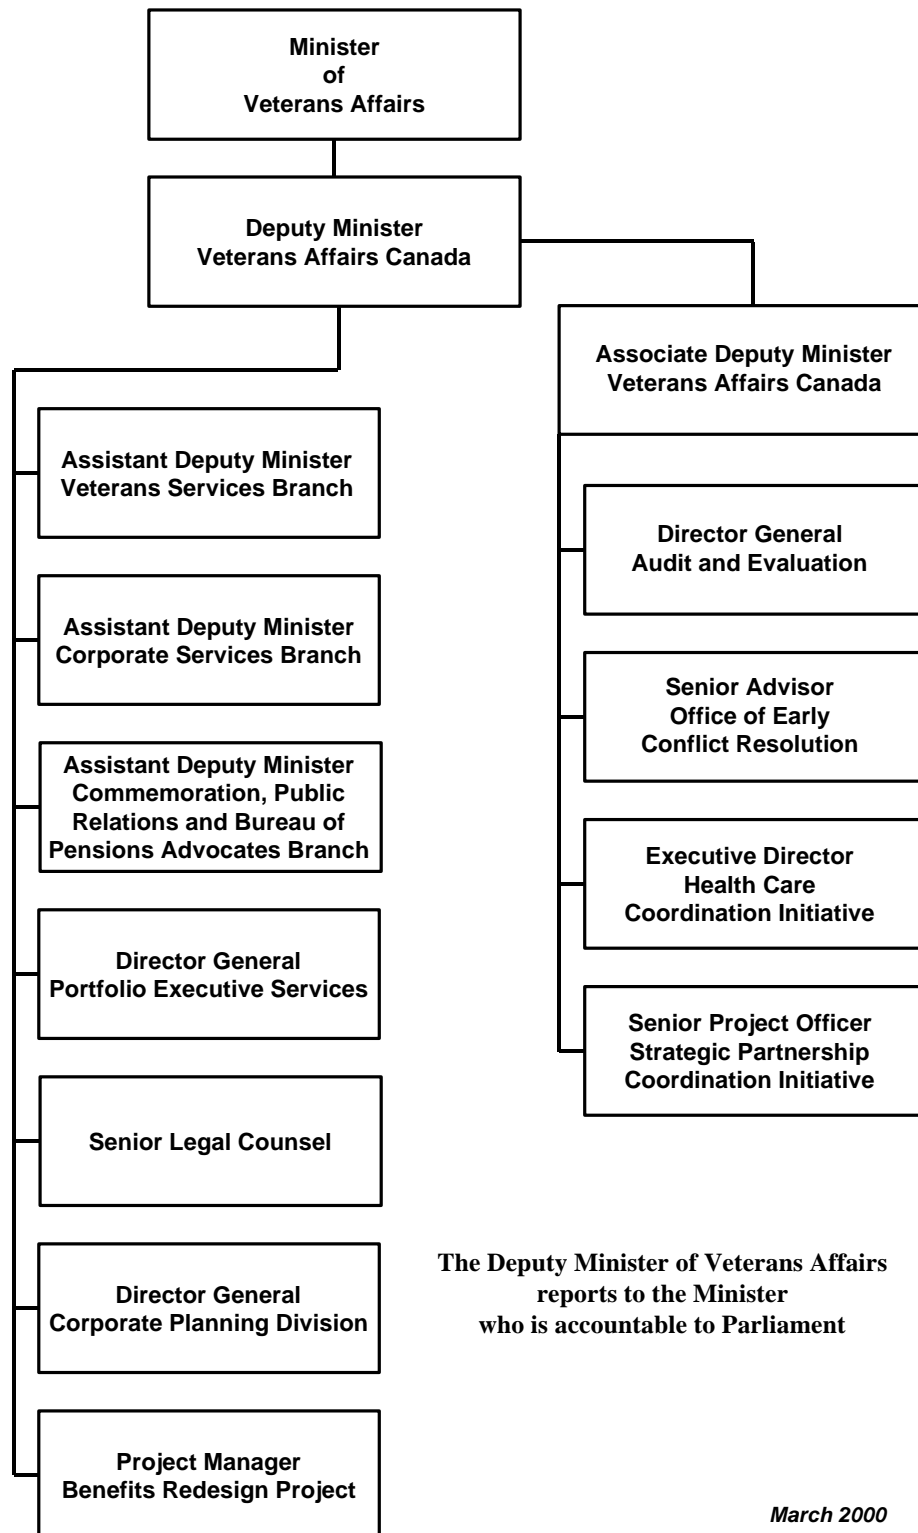 Minister
of
Veterans Affairs
Deputy Minister
Veterans Affairs Canada
Associate Deputy Minister
Veterans Affairs Canada
Assistant Deputy Minister
Veterans Services Branch
Assistant Deputy Minister
Corporate Services Branch
Assistant Deputy Minister
Commemoration, Public
Relations and Bureau of
Pensions Advocates Branch
Director General
Portfolio Executive Services
Senior Legal Counsel
Director General
Corporate Planning Division
Project Manager
Benefits Redesign Project
Director General
Audit and Evaluation
Senior Advisor
Office of Early
Conflict Resolution
Executive Director
Health Care
Coordination Initiative
Senior Project Officer
Strategic Partnership
Coordination Initiative
The Deputy Minister of Veterans Affairs
reports to the Minister
who is accountable to Parliament
March 2000